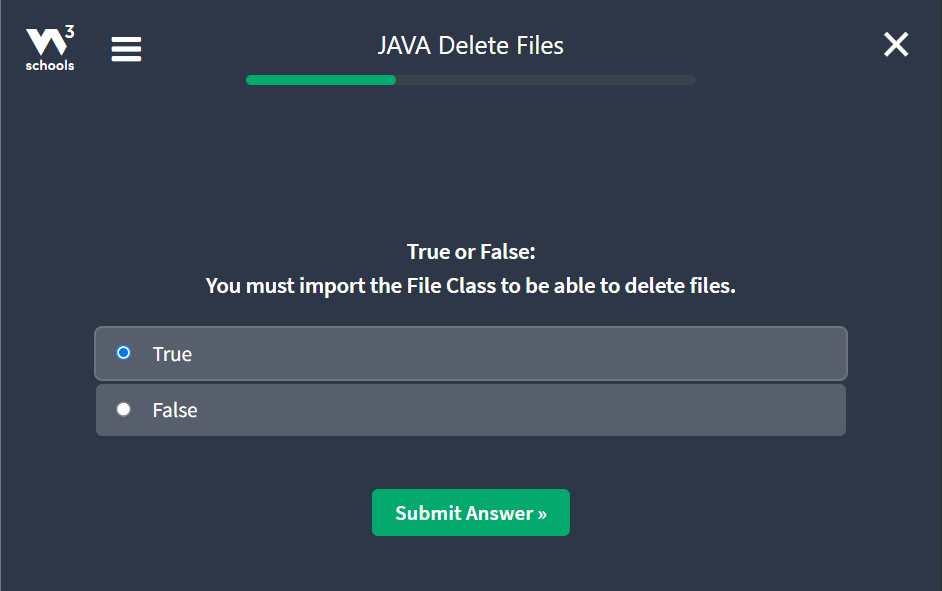 3
schools
JAVA Delete Files
True or False:
You must import the File Class to be able to delete files.
True
False
Submit Answer »